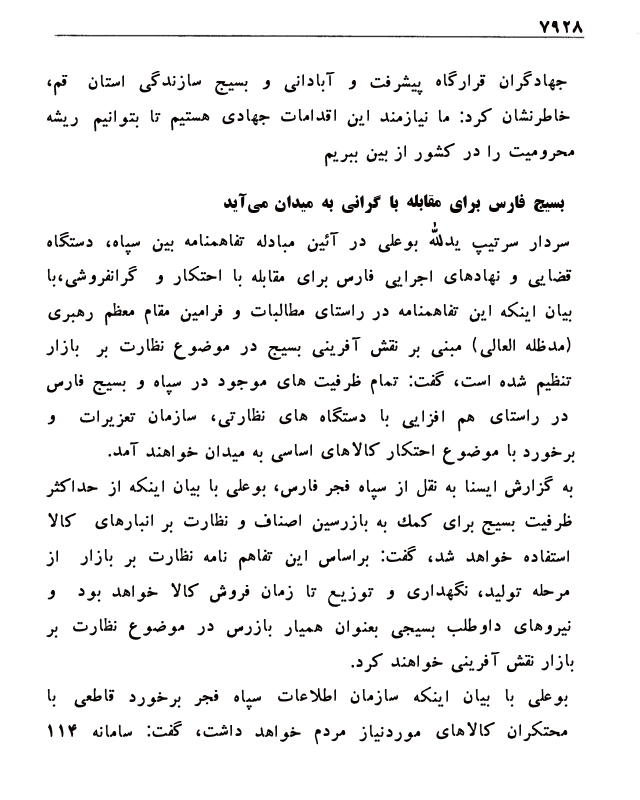 ۷۹۲۸
جهادگران قرارگاه پیشرفت و آبادانی و بسیج سازندگی استان قم،
خاطرنشان کرد: ما نیازمند این اقدامات جهادی هستیم تا بتوانیم ریشه
محرومیت را در کشور از بین ببریم
بسیج فارس برای مقابله با گرانی به میدان می‌آید
سردار سرتیپ یدالله بوعلی در آئین مبادله تفاهمنامه بین سپاه، دستگاه
قضایی و نهادهای اجرایی فارس برای مقابله با احتکار و گرانفروشی،با
بیان اینکه این تفاهمنامه در راستای مطالبات و فرامین مقام معظم رهبری
(مدظله العالی) مبنی بر نقش آفرینی بسیج در موضوع نظارت بر بازار
تنظیم شده است، گفت: تمام ظرفیت های موجود در سپاه و بسیج فارس
در راستای هم افزایی با دستگاه های نظارتی، سازمان تعزیرات و
برخورد با موضوع احتکار کالاهای اساسی به میدان خواهند آمد.
به گزارش ایسنا به نقل از سپاه فجر فارس، بوعلی با بیان اینکه از حداکثر
ظرفیت بسیج برای کمك به بازرسین اصناف و نظارت بر انبارهای کالا
استفاده خواهد شد، گفت: براساس این تفاهم نامه نظارت بر بازار از
مرحله تولید، نگهداری و توزیع تا زمان فروش کالا خواهد بود و
نیروهای داوطلب بسیجی بعنوان همیار بازرس در موضوع نظارت بر
بازار نقش آفرینی خواهند کرد.
بوعلی با بیان اینکه سازمان اطلاعات سپاه فجر برخورد قاطعی با
محتکران کالاهای موردنیاز مردم خواهد داشت، گفت: سامانه ۱۱۴